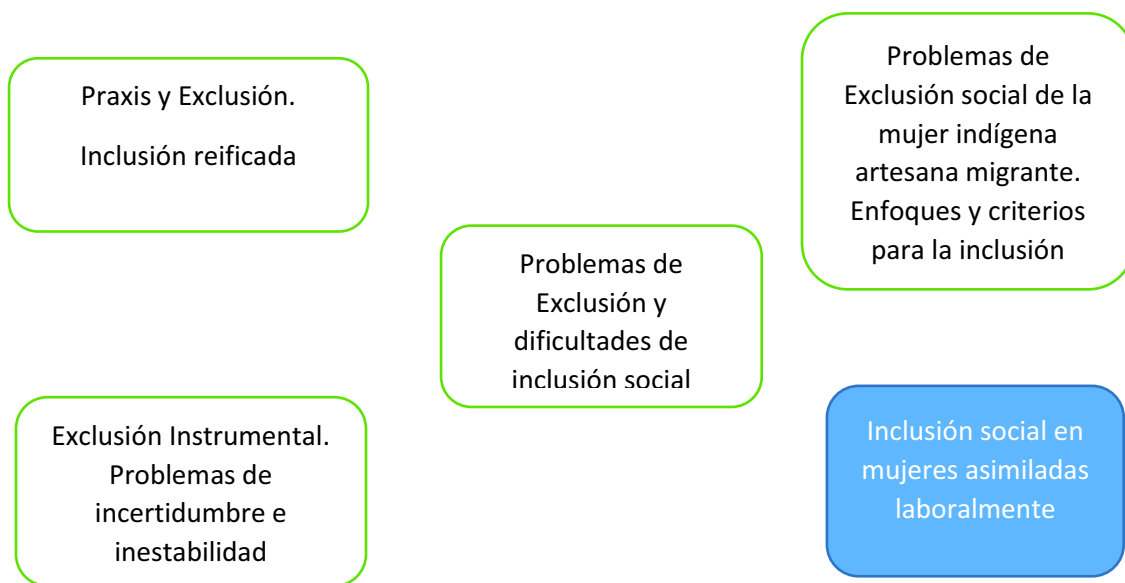 Praxis y Exclusión.
Inclusión reificada
Problemas de
Exclusión social de la
mujer indígena
artesana migrante.
Enfoques y criterios
para la inclusión
Problemas de
Exclusión y
dificultades de
inclusión social
Exclusión Instrumental.
Problemas de
incertidumbre e
inestabilidad
Inclusión social en
mujeres asimiladas
laboralmente